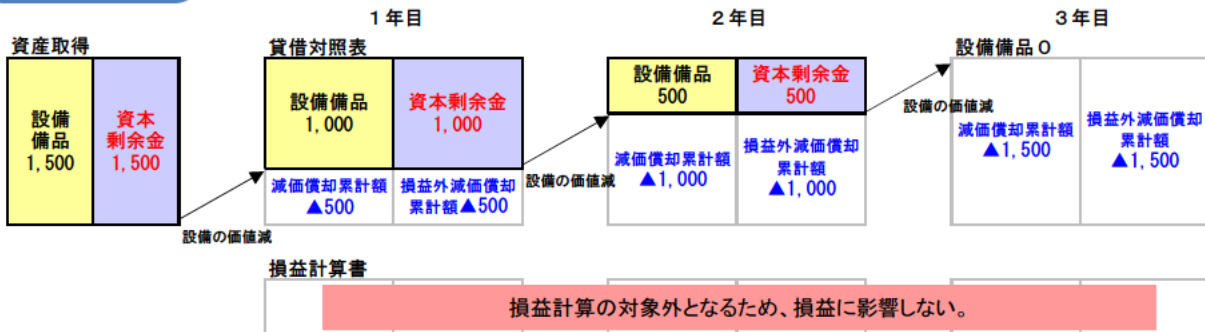 1年目
2年目
3年目
資産取得
貸借対照表
設備備品0
設備
備品
1,500
資本
剰余金
1,500
設備備品
1,000
資本剰余金
1,000
減価償却累計額
▲500
損益外減価償却
累計額▲500
設備の価値減
設備備品
500
資本剰余金
500
減価償却累計額
▲1,000
損益外減価償却
累計額
▲1,000
設備の価値減
設備の価値減
減価償却累計額
▲1,500
損益外減価償却
累計額
▲1,500
損益計算書
損益計算の対象外となるため、損益に影響しない。